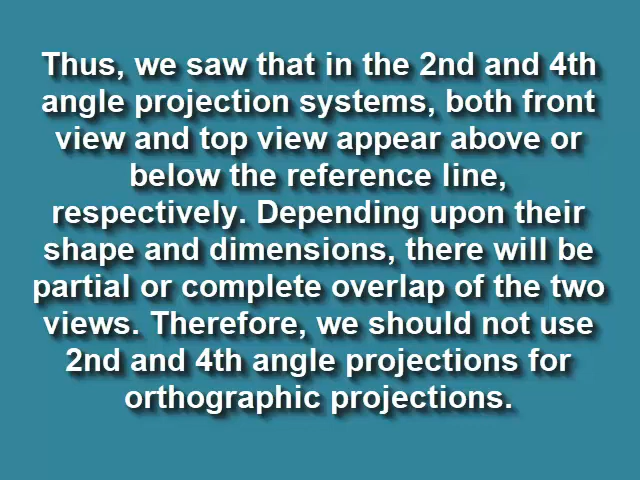 Thus, we saw that in the 2nd and 4th
angle projection systems, both front
view and top view appear above or
below the reference line,
respectively. Depending upon their
shape and dimensions, there will be
partial or complete overlap of the two
views. Therefore, we should not use
2nd and 4th angle projections for
orthographic projections.